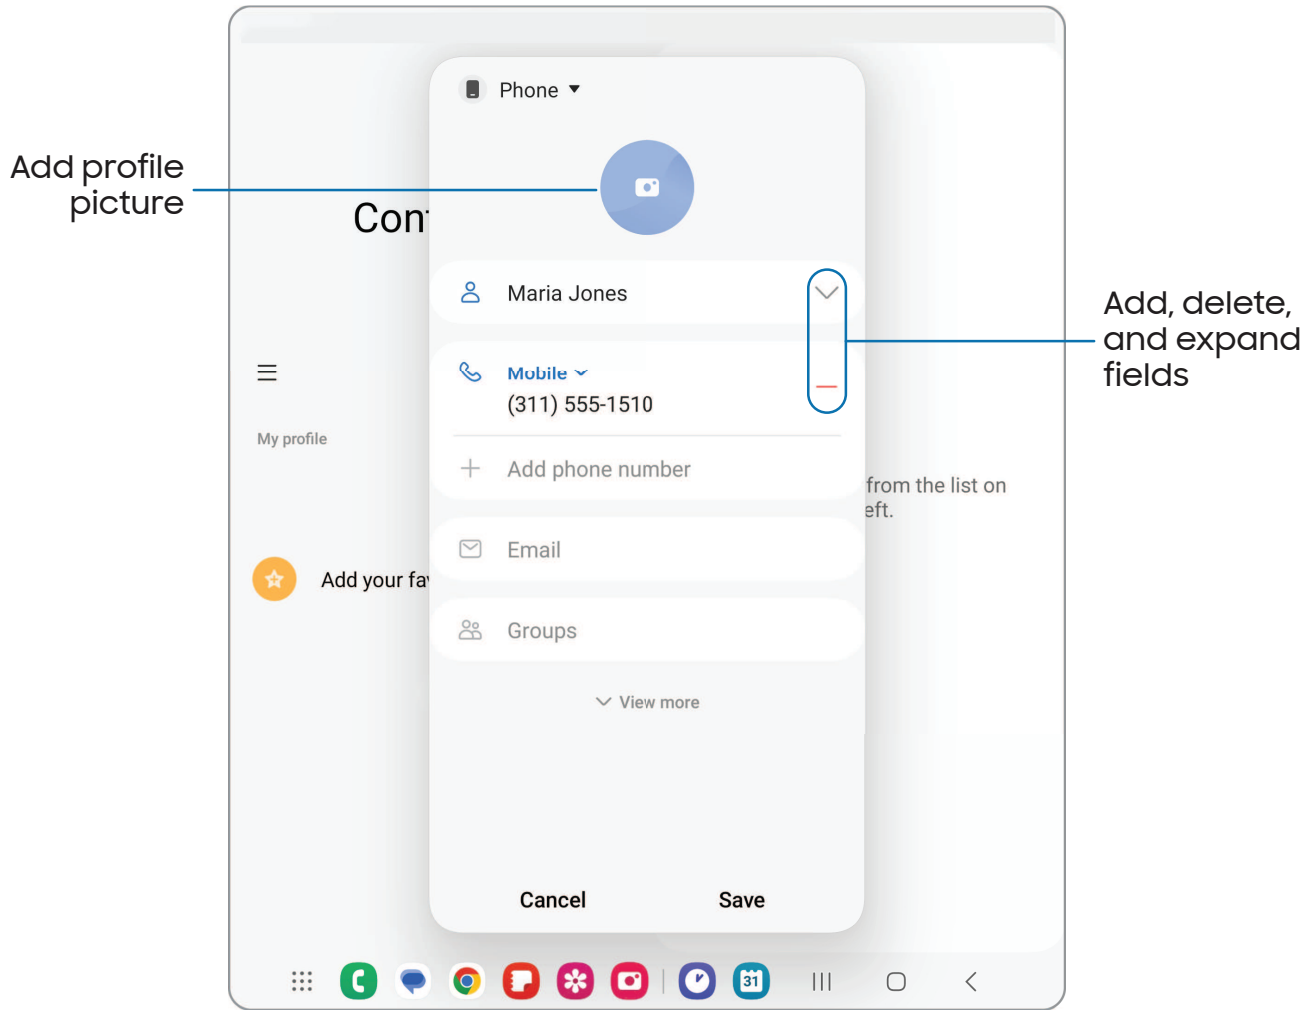 Phone
Add profile
picture
Con
Maria Jones
Add, delete,
and expand
fields
Mobile
(311) 555-1510
My profile
Add phone number
from the list on
eft.
Email
Add your fav
Groups
View more
Cancel
Save
31